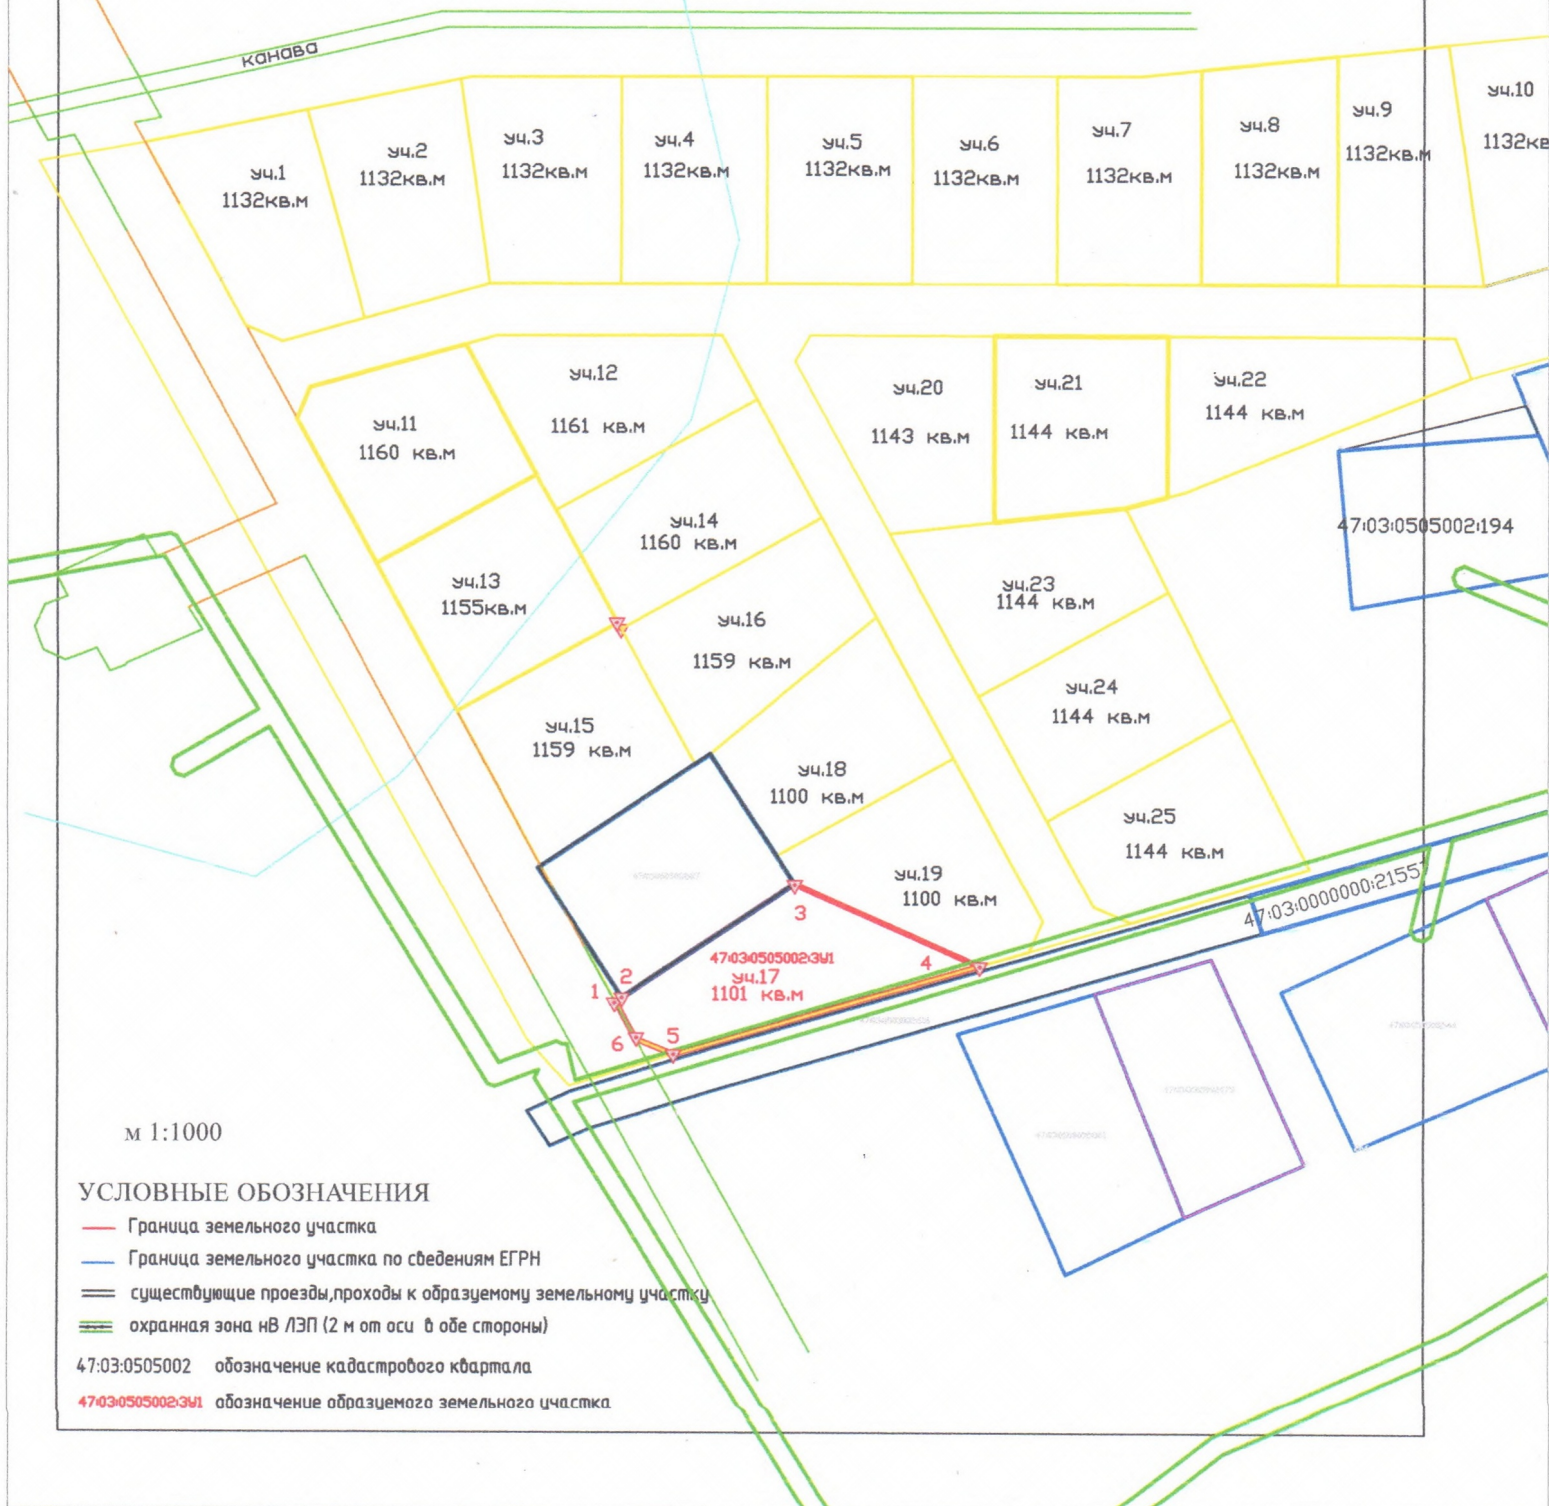 канава
уч.1
1132кв.м
уч.2
1132кв.м
уч.3
1132кв.м
уч.4
1132кв.м
уч.5
1132кв.м
уч.6
1132кв.м
уч.7
1132кв.м
уч.8
1132кв.м
уч.9
1132кв.м
уч.10
1132кв
уч.11
1160 кв.м
уч.12
1161 кв.м
уч.20
1143 кв.м
уч.21
1144 кв.м
уч.22
1144 кв.м
уч.14
1160 кв.м
47:03:0505002:194
уч.13
1155кв.м
уч.23
1144 кв.м
уч.16
1159 кв.м
уч.24
1144 кв.м
уч.15
1159 кв.м
уч.18
1100 кв.м
уч.25
1144 кв.м
уч.19
1100 кв.м
47:03:0000000:21557
3
47:03:0505002:ЗУ1
4
уч.17
1101 кв.м
2
1
5
6
м 1:1000
УСЛОВНЫЕ ОБОЗНАЧЕНИЯ
Граница земельного участка
Граница земельного участка по сведениям ЕГРН
существующие проезды,проходы к образуемому земельному участку
охранная зона нВ ЛЭП (2 м от оси в обе стороны)
47:03:0505002 обозначение кадастрового квартала
47:03:0505002:ЗУ1 обозначение образуемого земельного участка